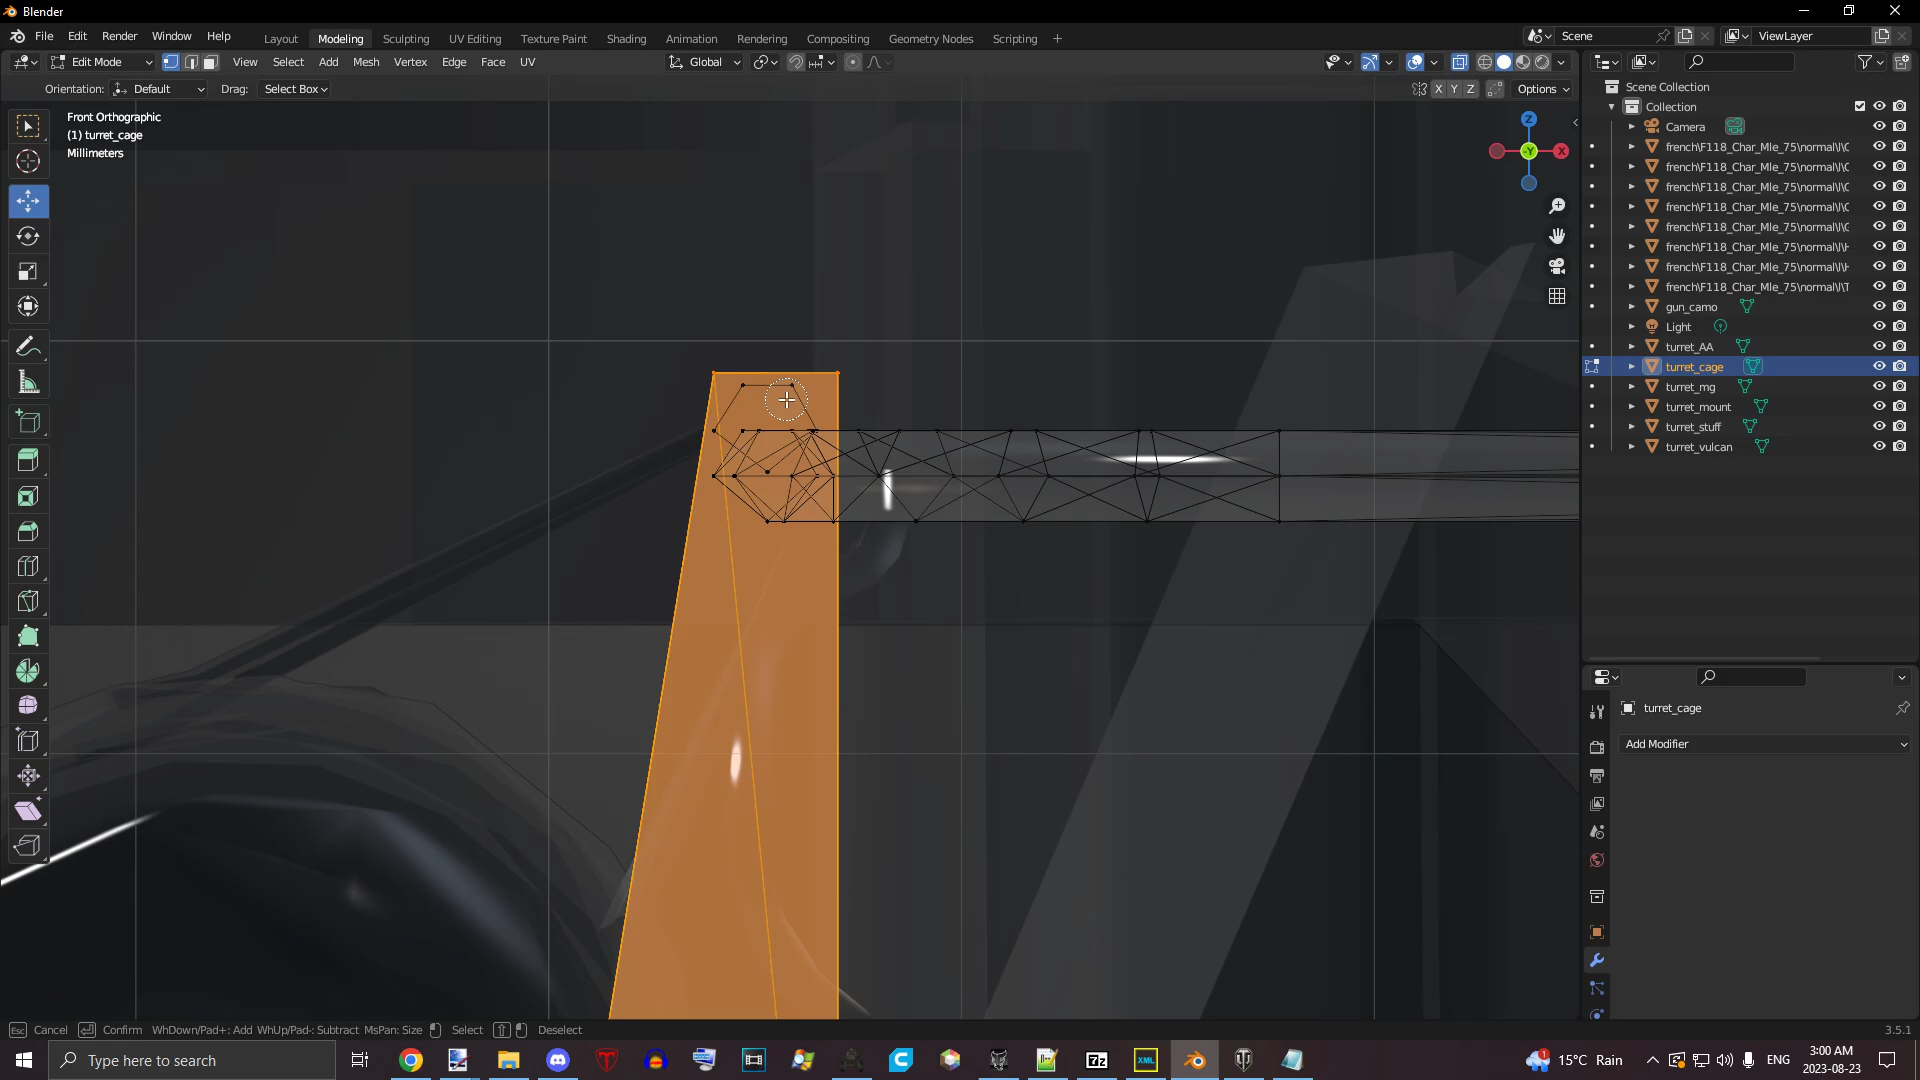 Blender
File Edit Render Window Help
Layout Modeling Sculpting UV Editing Texture Paint Shading Animation Rendering Compositing Geometry Nodes Scripting +
Scene
ViewLayer
Edit Mode View Select Add Mesh Vertex Edge Face UV
Global
Orientation: Default Drag: Select Box
X Y Z Options
Front Orthographic
(1) turret_cage
Millimeters
Z
-Y
X
Scene Collection
Collection
Camera
french\F118_Char_Mle_75\normal\l\C
french\F118_Char_Mle_75\normal\l\C
french\F118_Char_Mle_75\normal\l\C
french\F118_Char_Mle_75\normal\l\C
french\F118_Char_Mle_75\normal\l\C
french\F118_Char_Mle_75\normal\l\H
french\F118_Char_Mle_75\normal\l\H
french\F118_Char_Mle_75\normal\l\T
gun_camo
Light
turret_AA
turret_cage
turret_mg
turret_mount
turret_stuff
turret_vulcan
turret_cage
Add Modifier
Esc Cancel Confirm WhDown/Pad+: Add WhUp/Pad-: Subtract MsPan: Size Select Deselect
3.5.1
Type here to search
7z
XML
1
15°C Rain
ENG
3:00 AM
2023-08-23